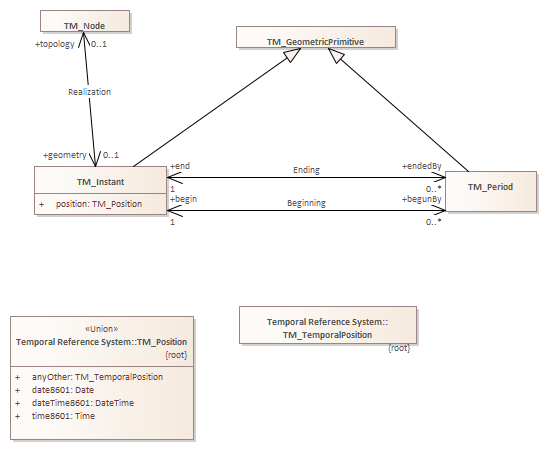 TM_Node
TM_GeometricPrimitive
+topology 0..1
Realization
+geometry 0..1
TM_Instant
+ position: TM_Position
+end
Ending
+endedBy
1
0..*
+begin
Beginning
+begunBy
1
0..*
TM_Period
«Union»
Temporal Reference System::TM_Position
{root}
+ anyOther: TM_TemporalPosition
+ date8601: Date
+ dateTime8601: DateTime
+ time8601: Time
Temporal Reference System::
TM_TemporalPosition
{root}